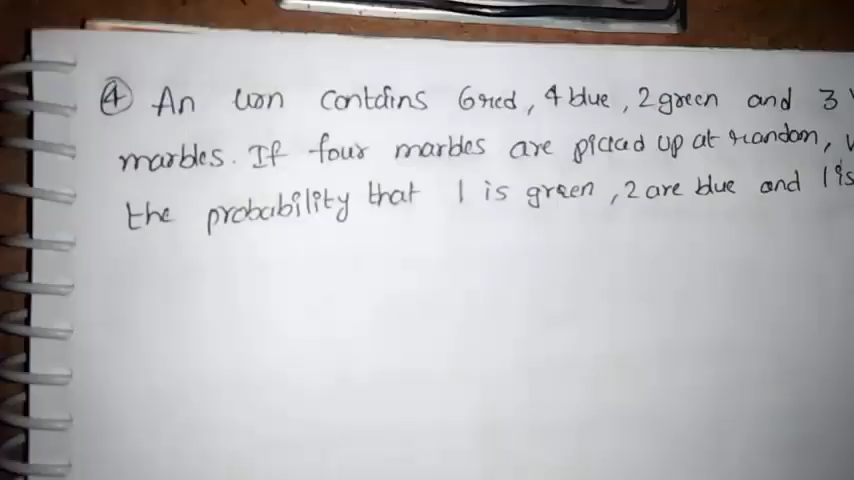 ④ An urn contains 6 red, 4 blue, 2 green and 3
marbles. If four marbles are picked up at random,
the probability that 1 is green, 2 are blue and 1 is